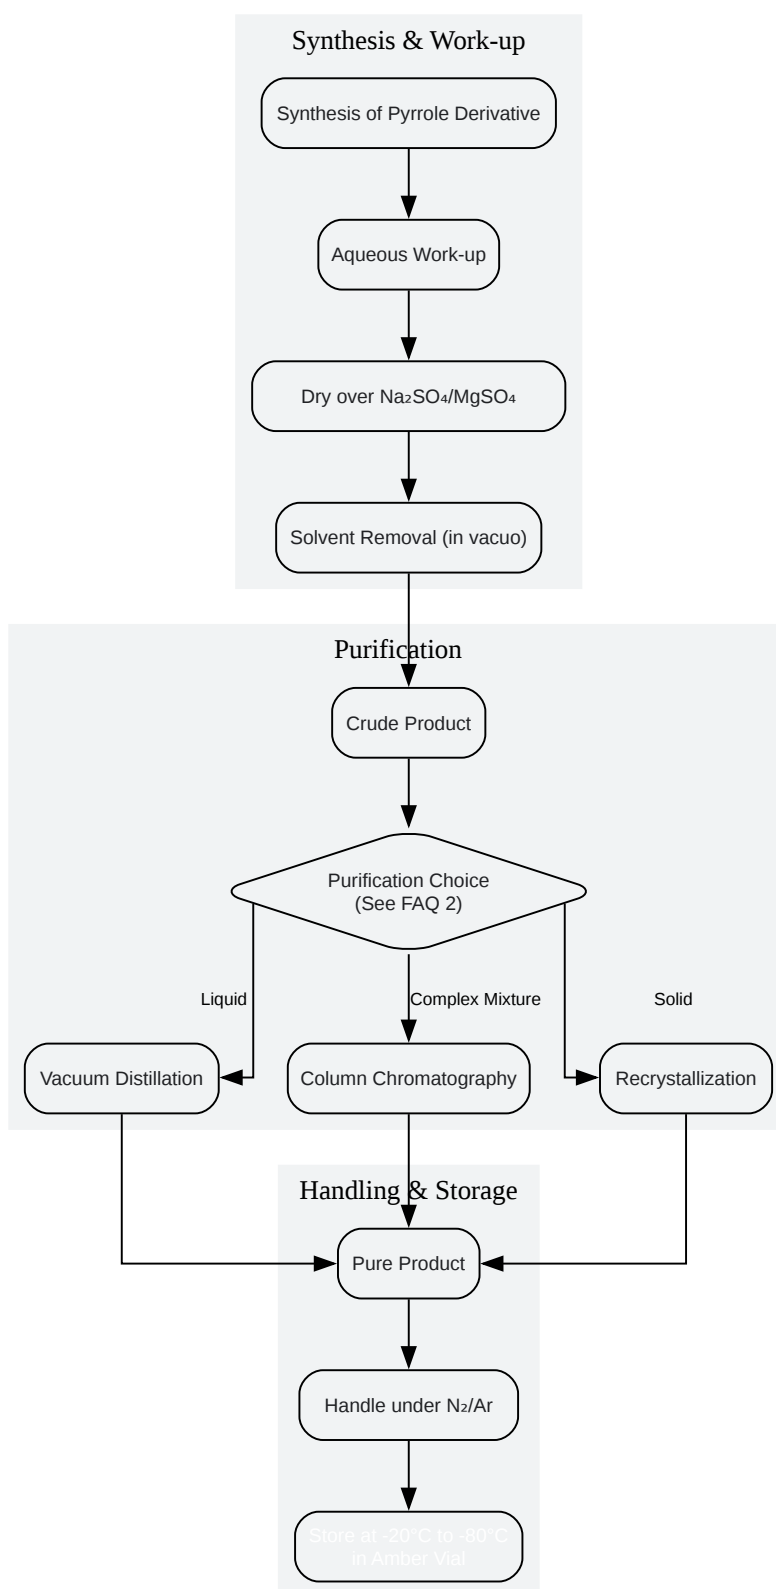 Synthesis & Work-up
Synthesis of Pyrrole Derivative
Aqueous Work-up
Dry over Na₂SO₄/MgSO₄
Solvent Removal (in vacuo)
Purification
Crude Product
Purification Choice
(See FAQ 2)
Liquid
Complex Mixture
Solid
Vacuum Distillation
Column Chromatography
Recrystallization
Handling & Storage
Pure Product
Handle under N₂/Ar
Store at -20°C to -80°C
in Amber Vial